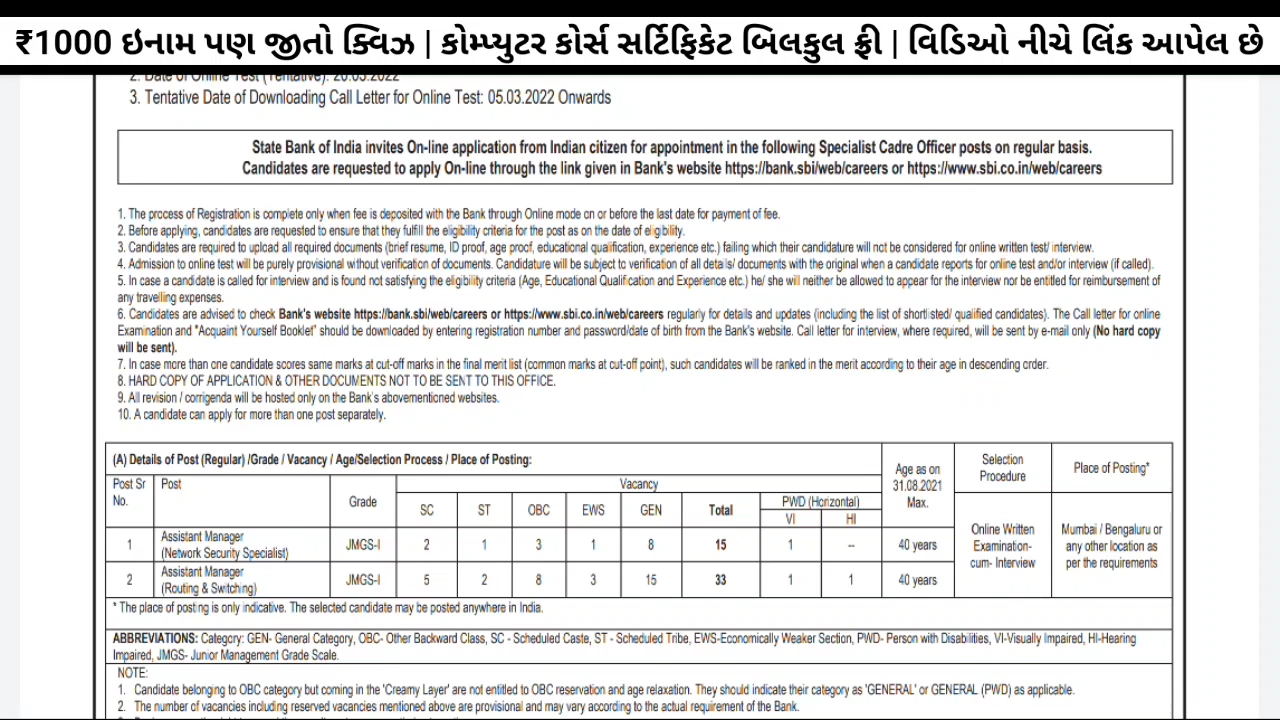 ₹1000 ઇનામ પણ જીતો ક્વિઝ | કોમ્પ્યુટર કોર્સ સર્ટિફિકેટ બિલકુલ ફ્રી | વિડિઓ નીચે લિંક આપેલ છે
2. Date of Online Test (Tentative): 20.03.2022
3. Tentative Date of Downloading Call Letter for Online Test: 05.03.2022 Onwards
State Bank of India invites On-line application from Indian citizen for appointment in the following Specialist Cadre Officer posts on regular basis.
Candidates are requested to apply On-line through the link given in Bank's website https://bank.sbi/web/careers or https://www.sbi.co.in/web/careers
1. The process of Registration is complete only when fee is deposited with the Bank through Online mode on or before the last date for payment of fee.
2. Before applying, candidates are requested to ensure that they fulfill the eligibility criteria for the post as on the date of eligibility.
3. Candidates are required to upload all required documents (brief resume, ID proof, age proof, educational qualification, experience etc.) failing which their candidature will not be considered for online written test/ interview.
4. Admission to online test will be purely provisional without verification of documents. Candidature will be subject to verification of all details/ documents with the original when a candidate reports for online test and/or interview (if called).
5. In case a candidate is called for interview and is found not satisfying the eligibility criteria (Age, Educational Qualification and Experience etc.) he/ she will neither be allowed to appear for the interview nor be entitled for reimbursement of
any travelling expenses.
6. Candidates are advised to check Bank's website https://bank.sbi/web/careers or https://www.sbi.co.in/web/careers regularly for details and updates (including the list of shortlisted/ qualified candidates). The Call letter for online
Examination and "Acquaint Yourself Booklet" should be downloaded by entering registration number and password/date of birth from the Bank's website. Call letter for interview, where required, will be sent by e-mail only (No hard copy
will be sent).
7. In case more than one candidate scores same marks at cut-off marks in the final merit list (common marks at cut-off point), such candidates will be ranked in the merit according to their age in descending order.
8. HARD COPY OF APPLICATION & OTHER DOCUMENTS NOT TO BE SENT TO THIS OFFICE.
9. All revision / corrigenda will be hosted only on the Bank's abovementioned websites.
10. A candidate can apply for more than one post separately.
(A) Details of Post (Regular) /Grade / Vacancy / Age/Selection Process / Place of Posting:
Age as on
31.08.2021
Max.
Selection
Procedure
Place of Posting*
Post Sr
No.
Post
Grade
Vacancy
SC ST OBC EWS GEN Total
PWD (Horizontal)
VI HI
1
Assistant Manager
(Network Security Specialist)
JMGS-I 2 1 3 1 8 15 1 -- 40 years
2
Assistant Manager
(Routing & Switching)
JMGS-I 5 2 8 3 15 33 1 1 40 years
Online Written
Examination-
cum- Interview
Mumbai / Bengaluru or
any other location as
per the requirements
* The place of posting is only indicative. The selected candidate may be posted anywhere in India.
ABBREVIATIONS: Category: GEN- General Category, OBC- Other Backward Class, SC - Scheduled Caste, ST - Scheduled Tribe, EWS-Economically Weaker Section, PWD- Person with Disabilities, VI-Visually Impaired, HI-Hearing
Impaired, JMGS- Junior Management Grade Scale.
NOTE:
1. Candidate belonging to OBC category but coming in the 'Creamy Layer' are not entitled to OBC reservation and age relaxation. They should indicate their category as 'GENERAL' or GENERAL (PWD) as applicable.
2. The number of vacancies including reserved vacancies mentioned above are provisional and may vary according to the actual requirement of the Bank.